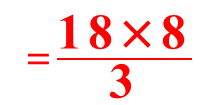 = 18 × 8 / 3